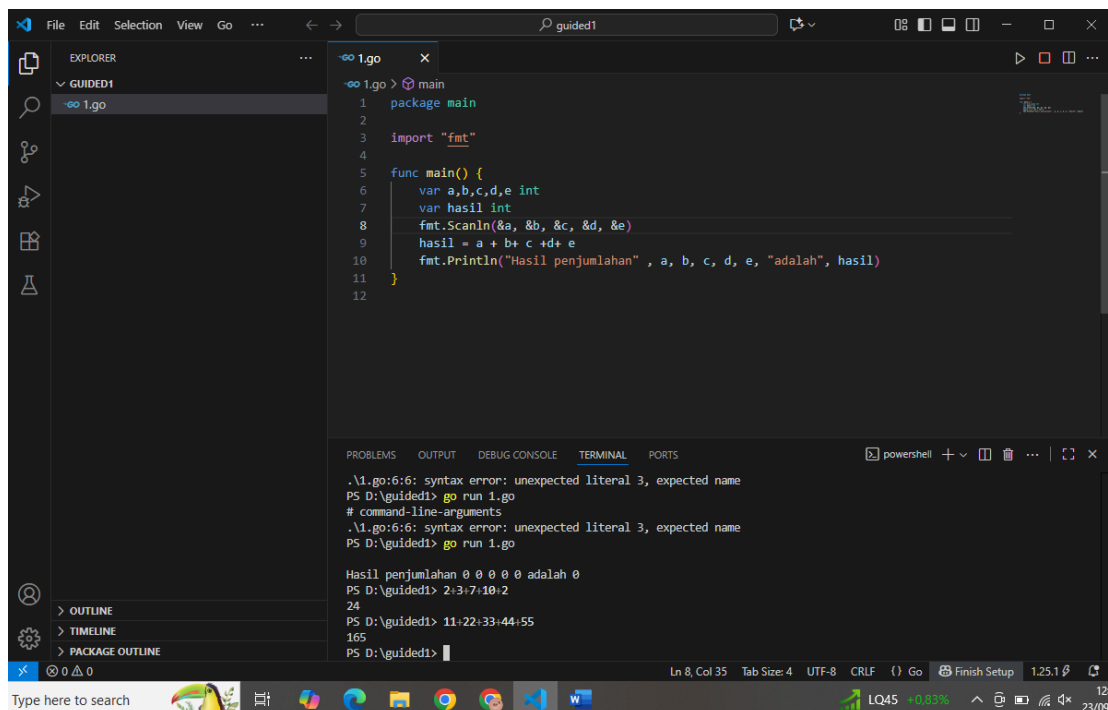 File Edit Selection View Go ... guided1
EXPLORER ...
GUIDED1
1.go
1.go
1.go > main
1 package main
2
3 import "fmt"
4
5 func main() {
6 var a,b,c,d,e int
7 var hasil int
8 fmt.Scanln(&a, &b, &c, &d, &e)
9 hasil = a + b+ c +d+ e
10 fmt.Println("Hasil penjumlahan" , a, b, c, d, e, "adalah", hasil)
11 }
12
PROBLEMS OUTPUT DEBUG CONSOLE TERMINAL PORTS powershell
.\1.go:6:6: syntax error: unexpected literal 3, expected name
PS D:\guided1> go run 1.go
# command-line-arguments
.\1.go:6:6: syntax error: unexpected literal 3, expected name
PS D:\guided1> go run 1.go
Hasil penjumlahan 0 0 0 0 0 adalah 0
PS D:\guided1> 2+3+7+10+2
24
PS D:\guided1> 11+22+33+44+55
165
PS D:\guided1>
OUTLINE
TIMELINE
PACKAGE OUTLINE
0 0 Ln 8, Col 35 Tab Size: 4 UTF-8 CRLF {} Go Finish Setup 1.25.1
Type here to search LQ45 +0,83%
12
23/09